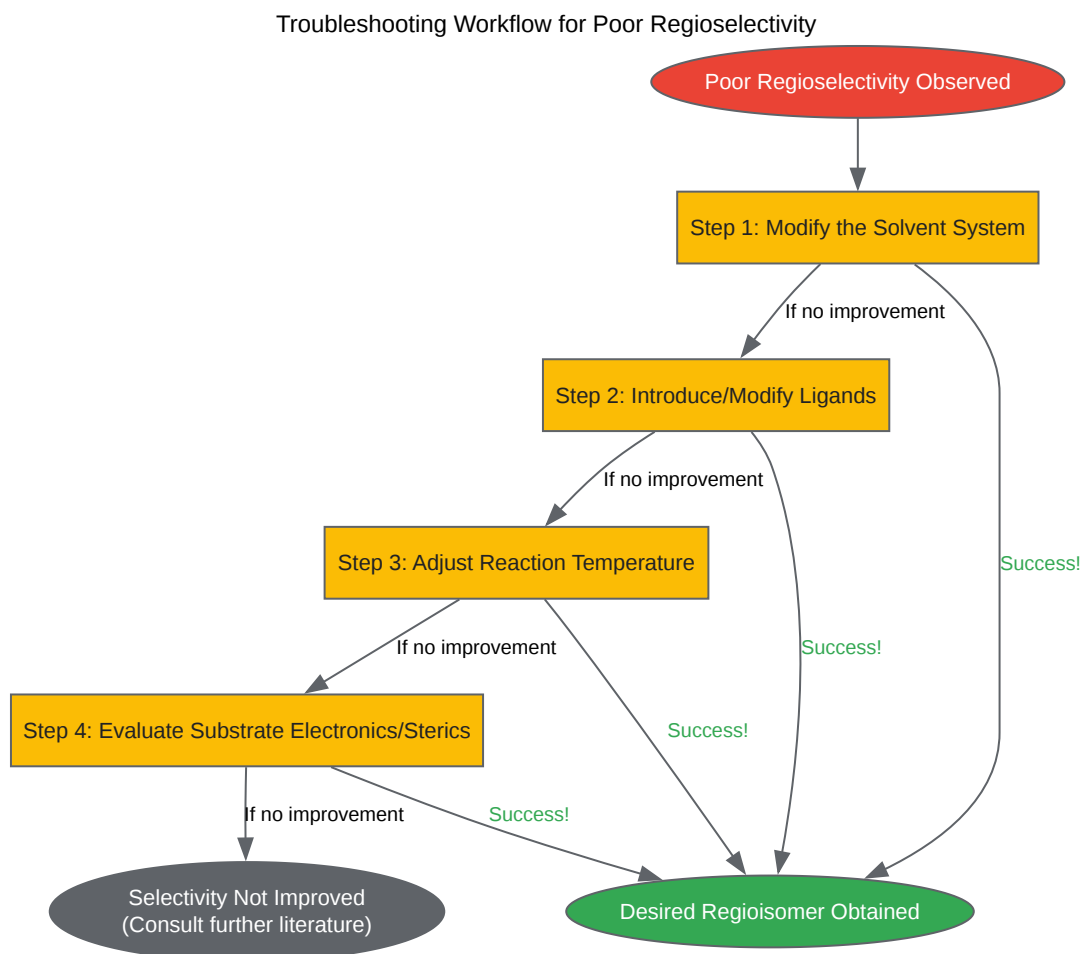 Troubleshooting Workflow for Poor Regioselectivity
Poor Regioselectivity Observed
Step 1: Modify the Solvent System
If no improvement
Step 2: Introduce/Modify Ligands
If no improvement
Success!
Step 3: Adjust Reaction Temperature
If no improvement
Success!
Step 4: Evaluate Substrate Electronics/Sterics
Success!
If no improvement
Success!
Selectivity Not Improved
(Consult further literature)
Desired Regioisomer Obtained